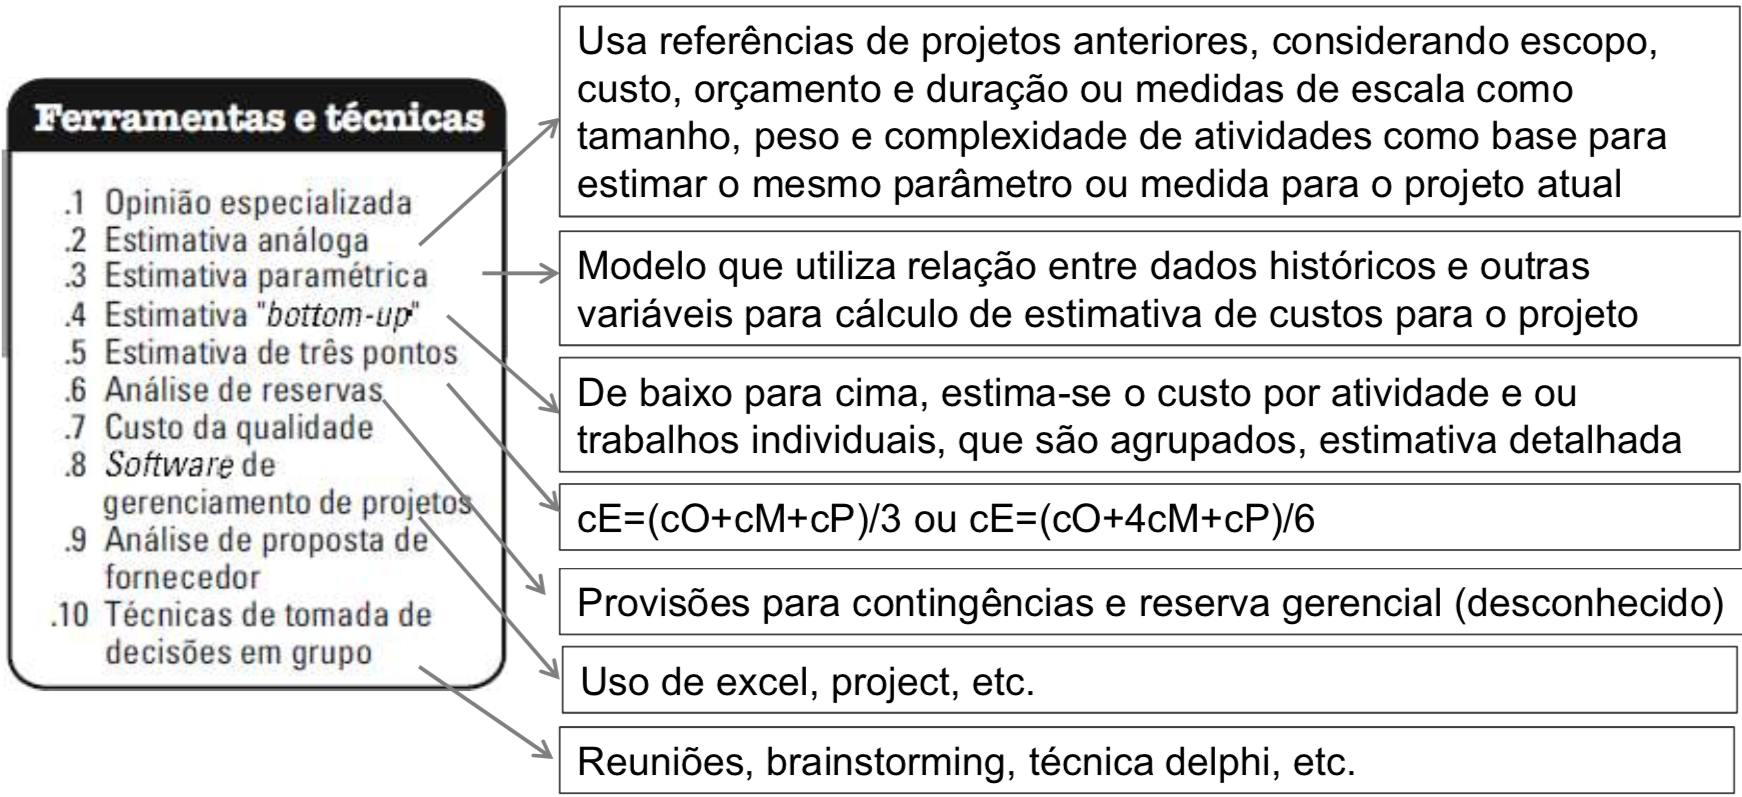 Ferramentas e técnicas
.1 Opinião especializada
.2 Estimativa análoga
.3 Estimativa paramétrica
.4 Estimativa "bottom-up"
.5 Estimativa de três pontos
.6 Análise de reservas
.7 Custo da qualidade
.8 Software de
gerenciamento de projetos
.9 Análise de proposta de
fornecedor
.10 Técnicas de tomada de
decisões em grupo
Usa referências de projetos anteriores, considerando escopo,
custo, orçamento e duração ou medidas de escala como
tamanho, peso e complexidade de atividades como base para
estimar o mesmo parâmetro ou medida para o projeto atual
Modelo que utiliza relação entre dados históricos e outras
variáveis para cálculo de estimativa de custos para o projeto
De baixo para cima, estima-se o custo por atividade e ou
trabalhos individuais, que são agrupados, estimativa detalhada
cE=(cO+cM+cP)/3 ou cE=(cO+4cM+cP)/6
Provisões para contingências e reserva gerencial (desconhecido)
Uso de excel, project, etc.
Reuniões, brainstorming, técnica delphi, etc.